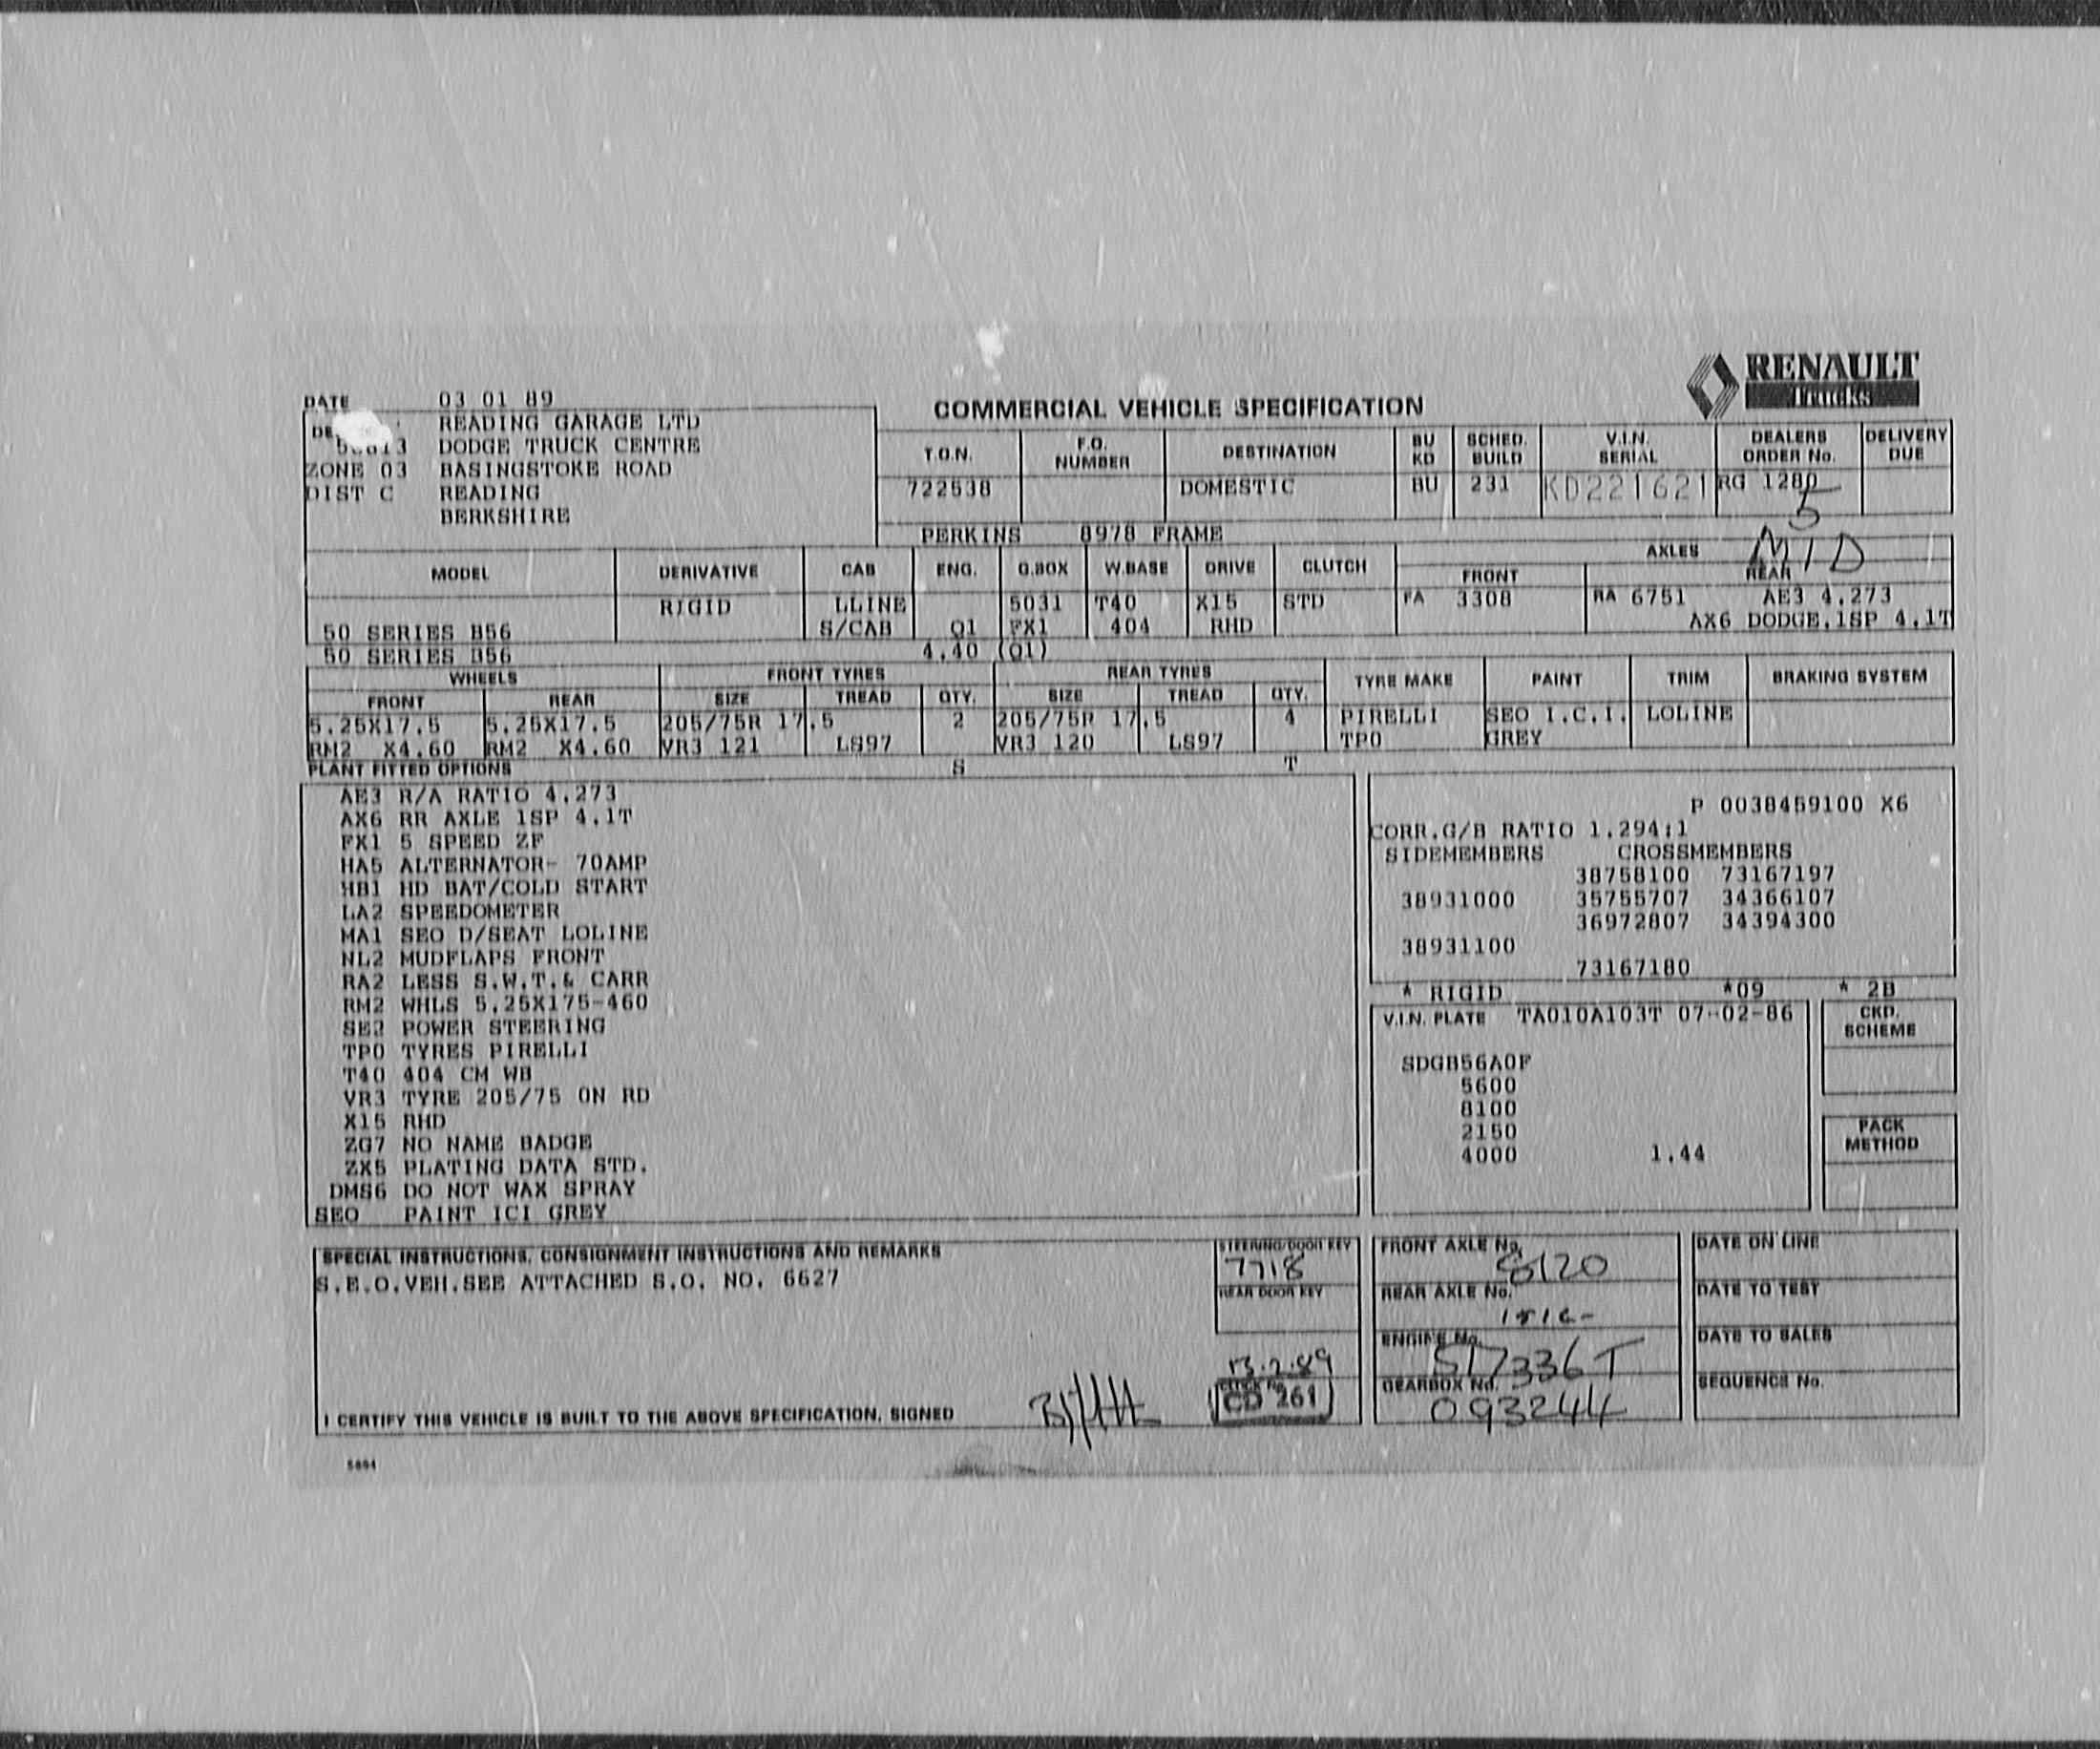 RENAULT
Trucks
DATE 03 01 89
COMMERCIAL VEHICLE SPECIFICATION
READING GARAGE LTD
DODGE TRUCK CENTRE
ZONE 03 BASINGSTOKE ROAD
DIST C READING
BERKSHIRE
T.O.N. F.O. NUMBER DESTINATION BU KD SCHED. BUILD V.I.N. SERIAL DEALERS ORDER No. DELIVERY DUE
722538 DOMESTIC BU 231 KD221621 RG 1280
5
PERKINS 8978 FRAME
MID
MODEL DERIVATIVE CAB ENG. G.BOX W.BASE DRIVE CLUTCH AXLES
FRONT REAR
RIGID LLINE 5031 T40 X15 STD FA 3308 RA 6751 AE3 4.273
50 SERIES B56 S/CAB Q1 FX1 404 RHD AX6 DODGE.1SP 4.1T
50 SERIES B56 4.40 (Q1)
WHEELS FRONT TYRES REAR TYRES TYRE MAKE PAINT TRIM BRAKING SYSTEM
FRONT REAR SIZE TREAD QTY. SIZE TREAD QTY.
5.25X17.5 5.25X17.5 205/75R 17.5 2 205/75R 17.5 4 PIRELLI SEO I.C.I. LOLINE
RM2 X4.60 RM2 X4.60 VR3 121 LS97 VR3 120 LS97 TP0 GREY
PLANT FITTED OPTIONS S T
AE3 R/A RATIO 4.273
AX6 RR AXLE 1SP 4.1T
FX1 5 SPEED ZF
HA5 ALTERNATOR- 70AMP
HB1 HD BAT/COLD START
LA2 SPEEDOMETER
MA1 SEO D/SEAT LOLINE
NL2 MUDFLAPS FRONT
RA2 LESS S.W.T.& CARR
RM2 WHLS 5.25X175-460
SE2 POWER STEERING
TP0 TYRES PIRELLI
T40 404 CM WB
VR3 TYRE 205/75 ON RD
X15 RHD
ZG7 NO NAME BADGE
ZX5 PLATING DATA STD.
DMS6 DO NOT WAX SPRAY
SEO PAINT ICI GREY
P 0038459100 X6
CORR.G/B RATIO 1.294:1
SIDEMEMBERS CROSSMEMBERS
38758100 73167197
38931000 35755707 34366107
36972807 34394300
38931100
73167180
* RIGID *09 * 2B
V.I.N. PLATE TA010A103T 07-02-86
CKD. SCHEME
SDGB56A0F
5600
8100
2150
4000 1.44
PACK METHOD
SPECIAL INSTRUCTIONS, CONSIGNMENT INSTRUCTIONS AND REMARKS
S.E.O.VEH.SEE ATTACHED S.O. NO. 6627
STEERING/DOOR KEY
7718
REAR DOOR KEY
13.2.89
CLOCK No.
CD 261
I CERTIFY THIS VEHICLE IS BUILT TO THE ABOVE SPECIFICATION, SIGNED
FRONT AXLE No. 8120
REAR AXLE No.
ENGINE No. S17336T
GEARBOX No. 093244
DATE ON LINE
DATE TO TEST
DATE TO SALES
SEQUENCE No.